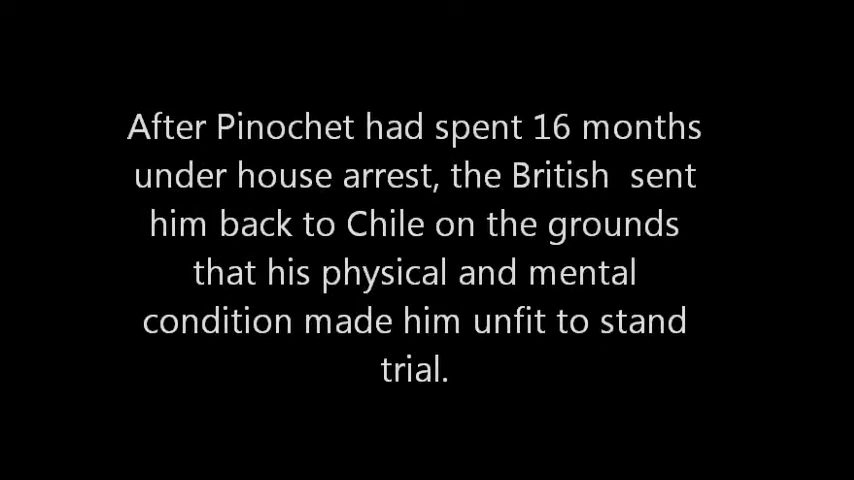 After Pinochet had spent 16 months
under house arrest, the British  sent
him back to Chile on the grounds
that his physical and mental
condition made him unfit to stand
trial.